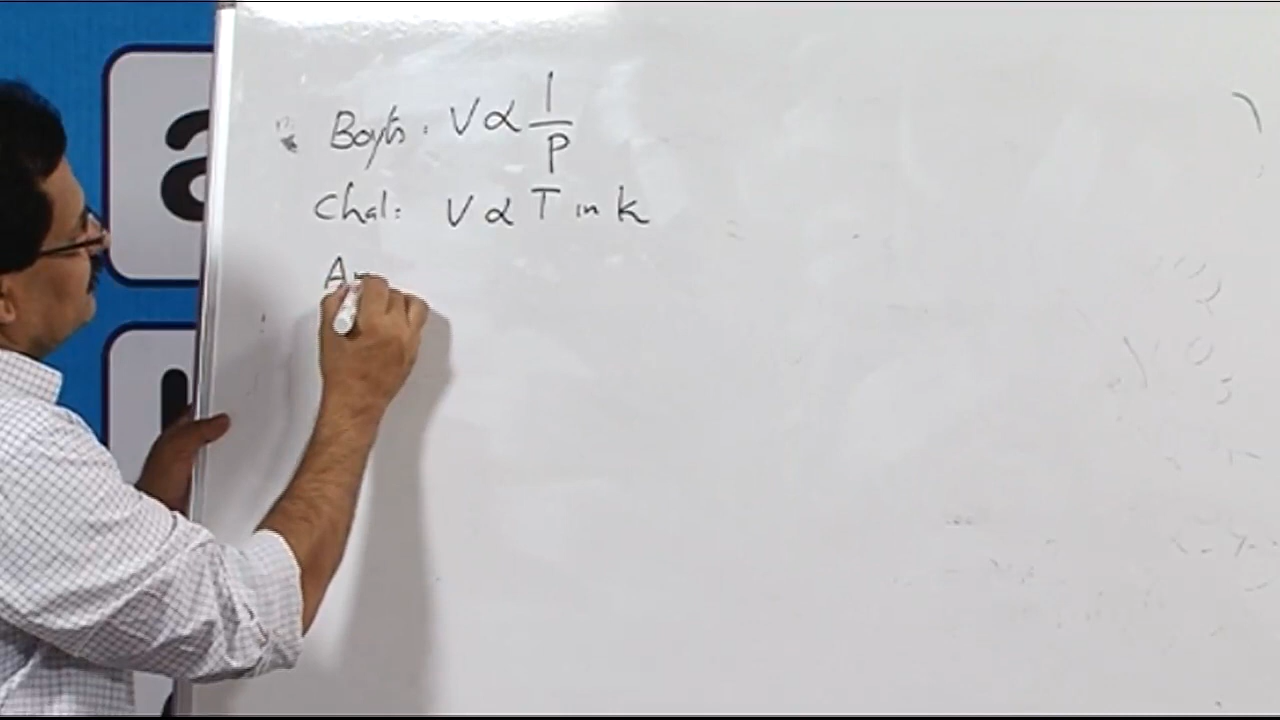 Boyls: V ∝ 1/P
Chal: V ∝ T in k
A
a